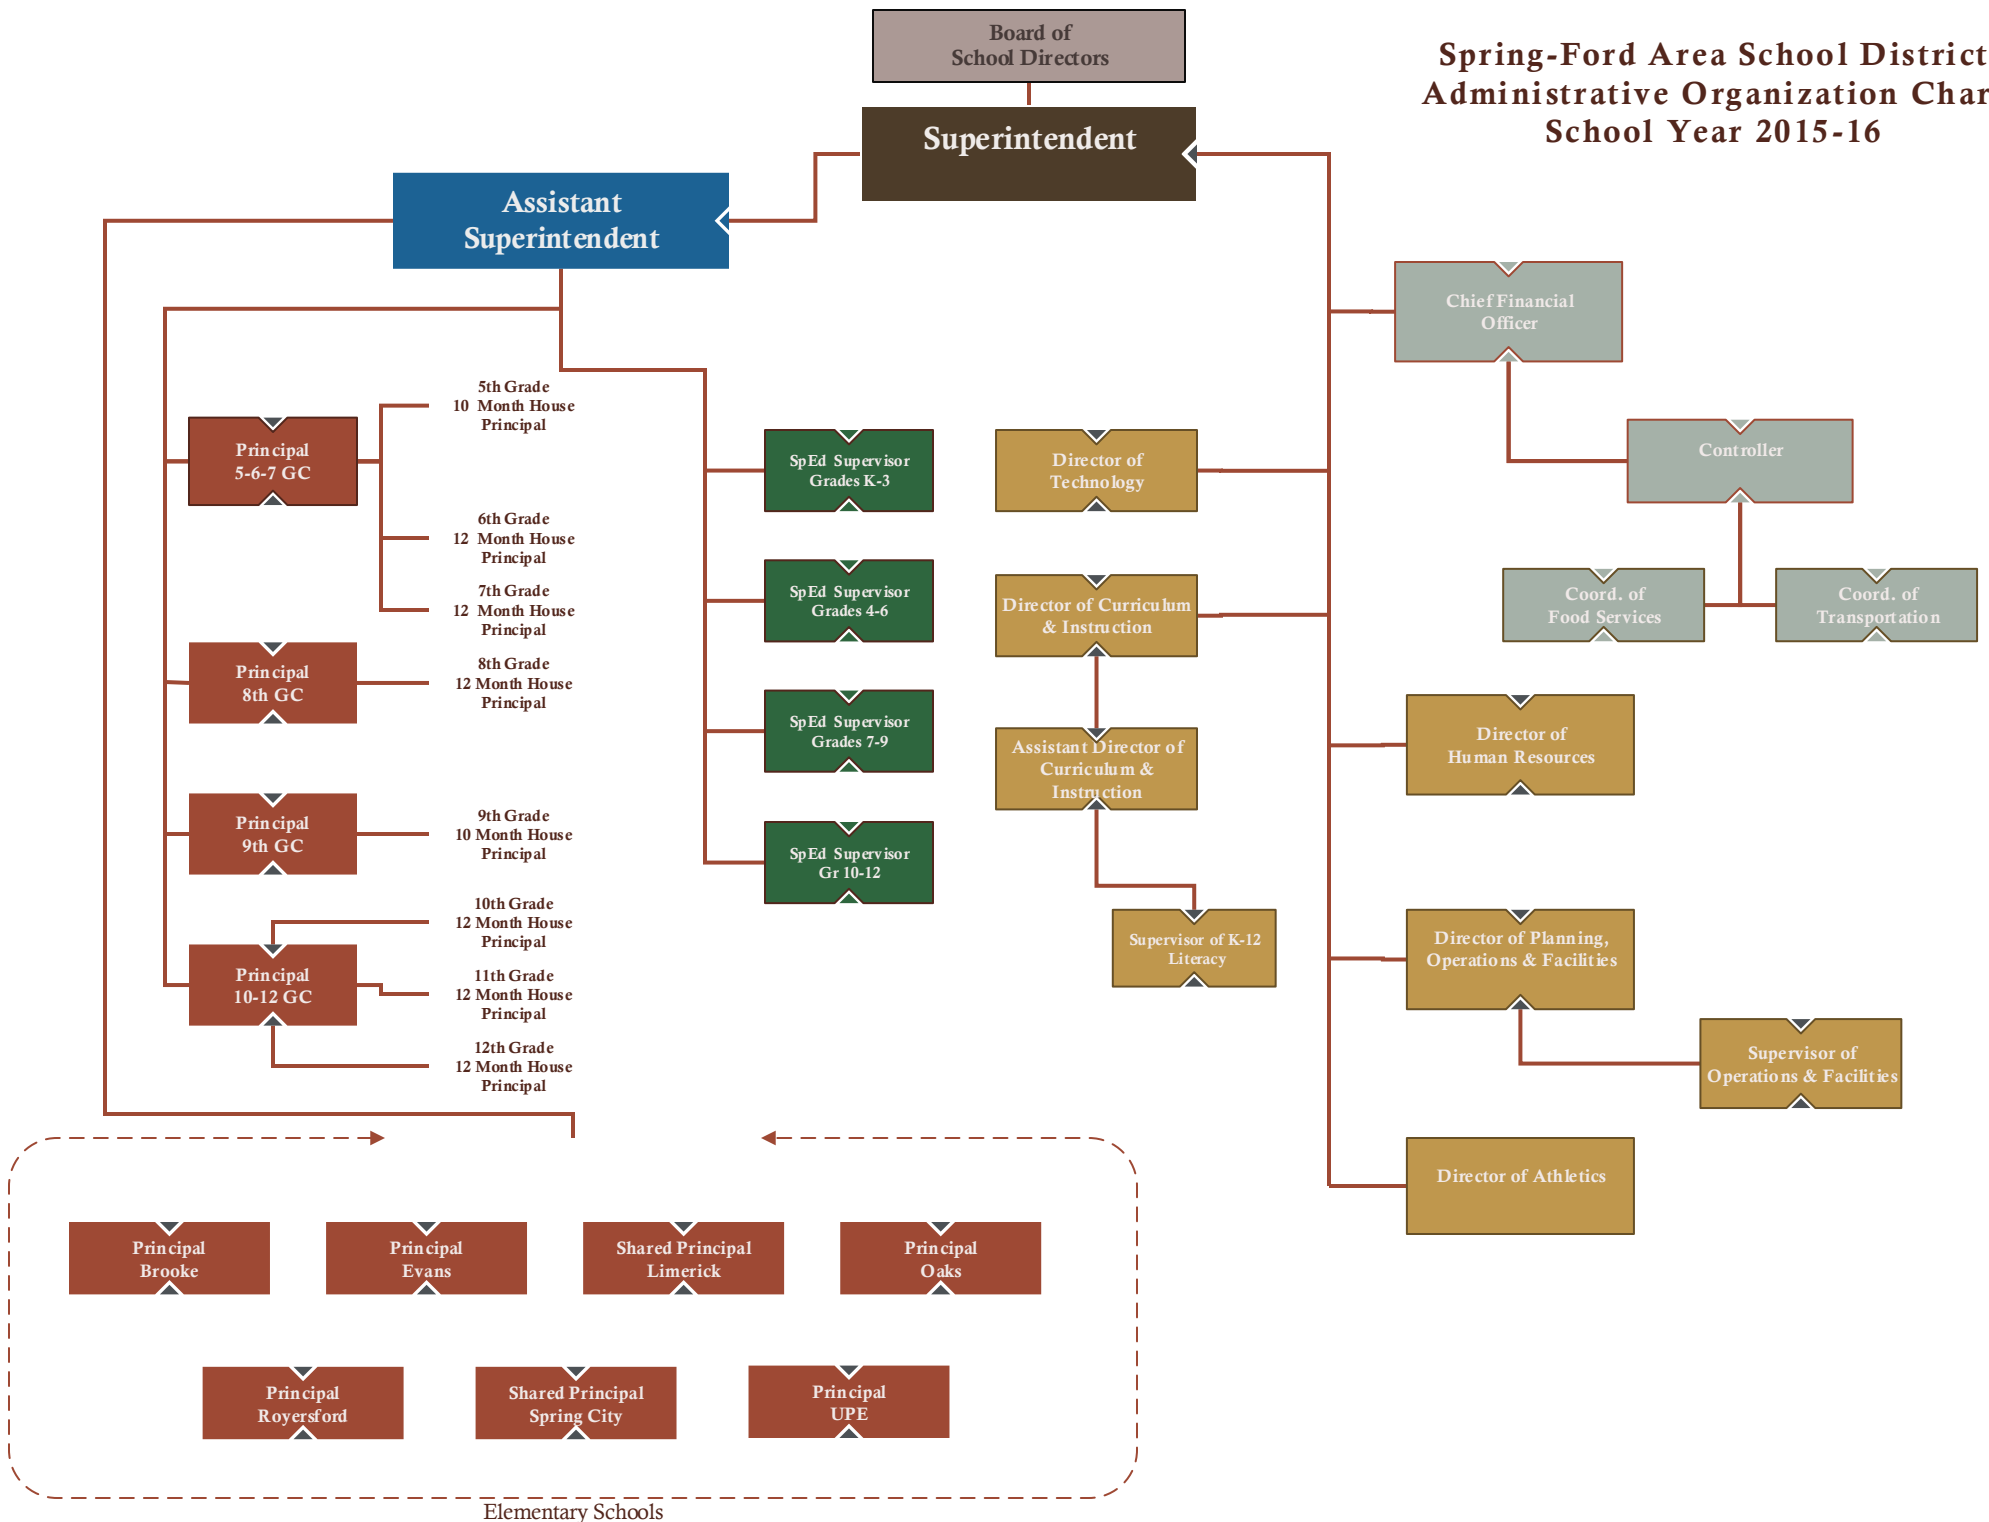 Board of
School Directors
Spring-Ford Area School District
Administrative Organization Char
School Year 2015-16
Superintendent
Assistant
Superintendent
Chief Financial
Officer
Controller
Coord. of
Food Services
Coord. of
Transportation
5th Grade
10 Month House
Principal
Principal
5-6-7 GC
6th Grade
12 Month House
Principal
7th Grade
12 Month House
Principal
Principal
8th GC
8th Grade
12 Month House
Principal
Principal
9th GC
9th Grade
10 Month House
Principal
10th Grade
12 Month House
Principal
Principal
10-12 GC
11th Grade
12 Month House
Principal
12th Grade
12 Month House
Principal
SpEd Supervisor
Grades K-3
SpEd Supervisor
Grades 4-6
SpEd Supervisor
Grades 7-9
SpEd Supervisor
Gr 10-12
Director of
Technology
Director of Curriculum
& Instruction
Assistant Director of
Curriculum &
Instruction
Supervisor of K-12
Literacy
Director of
Human Resources
Director of Planning,
Operations & Facilities
Supervisor of
Operations & Facilities
Director of Athletics
Principal
Brooke
Principal
Evans
Shared Principal
Limerick
Principal
Oaks
Principal
Royersford
Shared Principal
Spring City
Principal
UPE
Elementary Schools